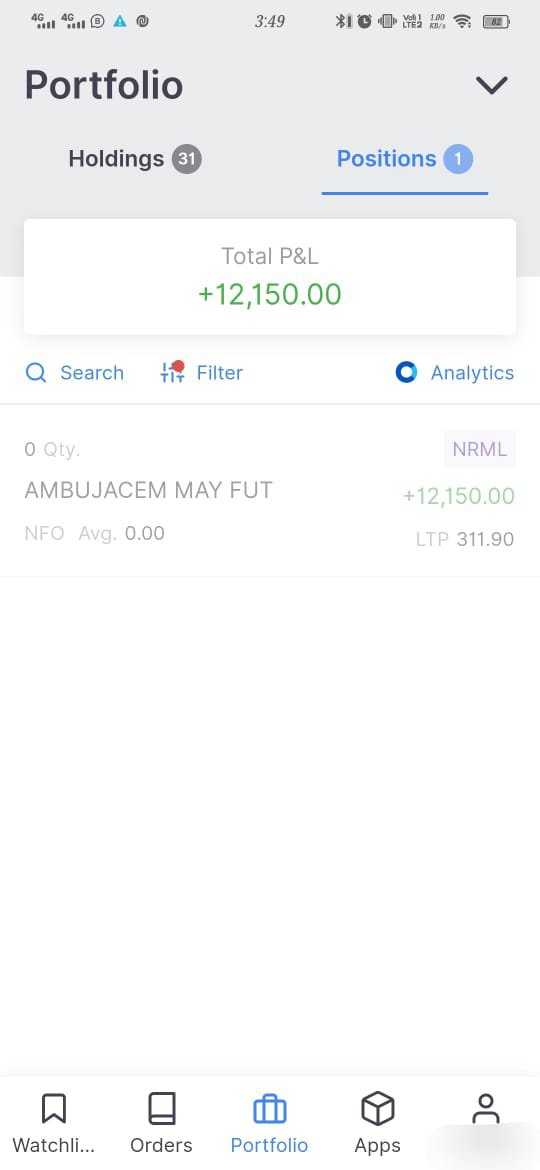 4G 4G 3:49 Voll) LTE2 1.00 KB/s 82
Portfolio
Holdings 31 Positions 1
Total P&L
+12,150.00
Search Filter Analytics
0 Qty. NRML
AMBUJACEM MAY FUT +12,150.00
NFO Avg. 0.00 LTP 311.90
Watchli... Orders Portfolio Apps